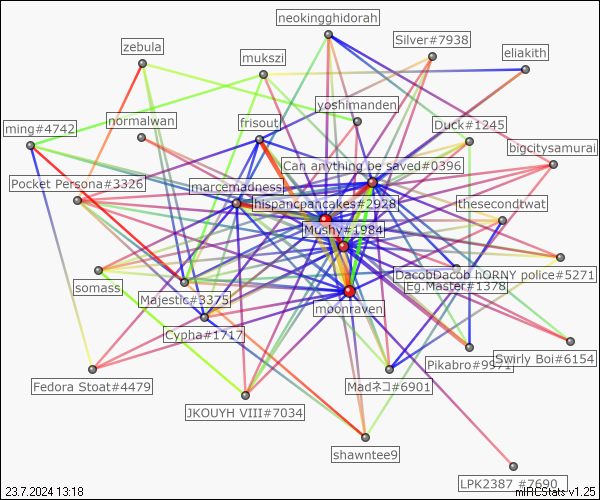 neokingghidorah
Silver#7938
zebula
eliakith
mukszi
yoshimanden
normalwan
frisout
ming#4742
Duck#1245
bigcitysamurai
Can anything be saved#0396
Pocket Persona#3326
marcemadness
hispancpancakes#2928
thesecondtwat
Mushy#1984
DacobDacob HORNY police#5271
somass
Eg.Master#1378
Majestic#3375
moonraven
Cypha#1717
Swirly Boi#6154
Pikabro#9971
Fedora Stoat#4479
Madネコ#6901
JKOUYH VIII#7034
shawntee9
LPK2387 #7690
23.7.2024 13:18
mIRCStats v1.25